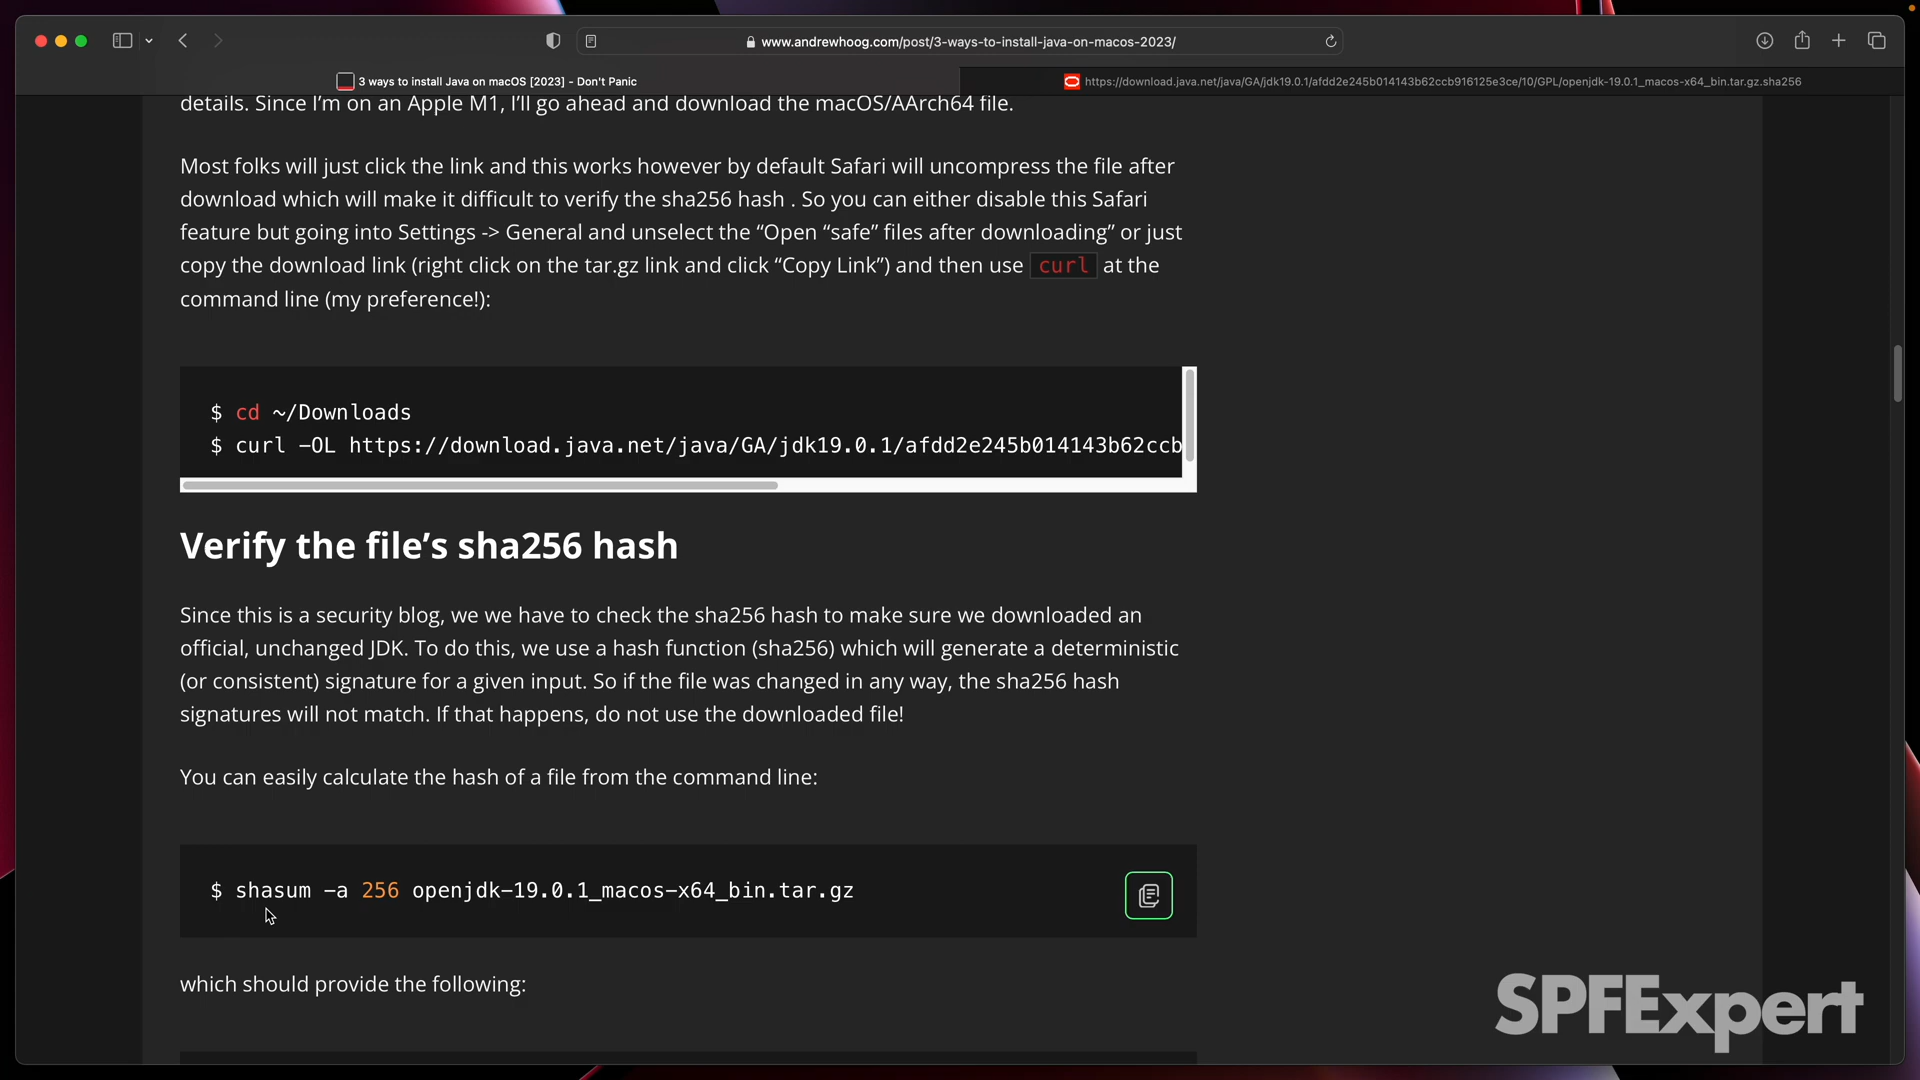 www.andrewhoog.com/post/3-ways-to-install-java-on-macos-2023/
3 ways to install Java on macOS [2023] - Don't Panic
https://download.java.net/java/GA/jdk19.0.1/afdd2e245b014143b62ccb916125e3ce/10/GPL/openjdk-19.0.1_macos-x64_bin.tar.gz.sha256
details. Since I’m on an Apple M1, I’ll go ahead and download the macOS/AArch64 file.
Most folks will just click the link and this works however by default Safari will uncompress the file after
download which will make it difficult to verify the sha256 hash . So you can either disable this Safari
feature but going into Settings -> General and unselect the “Open “safe” files after downloading” or just
copy the download link (right click on the tar.gz link and click “Copy Link”) and then use curl at the
command line (my preference!):
$ cd ~/Downloads
$ curl -OL https://download.java.net/java/GA/jdk19.0.1/afdd2e245b014143b62ccb
Verify the file’s sha256 hash
Since this is a security blog, we we have to check the sha256 hash to make sure we downloaded an
official, unchanged JDK. To do this, we use a hash function (sha256) which will generate a deterministic
(or consistent) signature for a given input. So if the file was changed in any way, the sha256 hash
signatures will not match. If that happens, do not use the downloaded file!
You can easily calculate the hash of a file from the command line:
$ shasum -a 256 openjdk-19.0.1_macos-x64_bin.tar.gz
which should provide the following:
SPFExpert